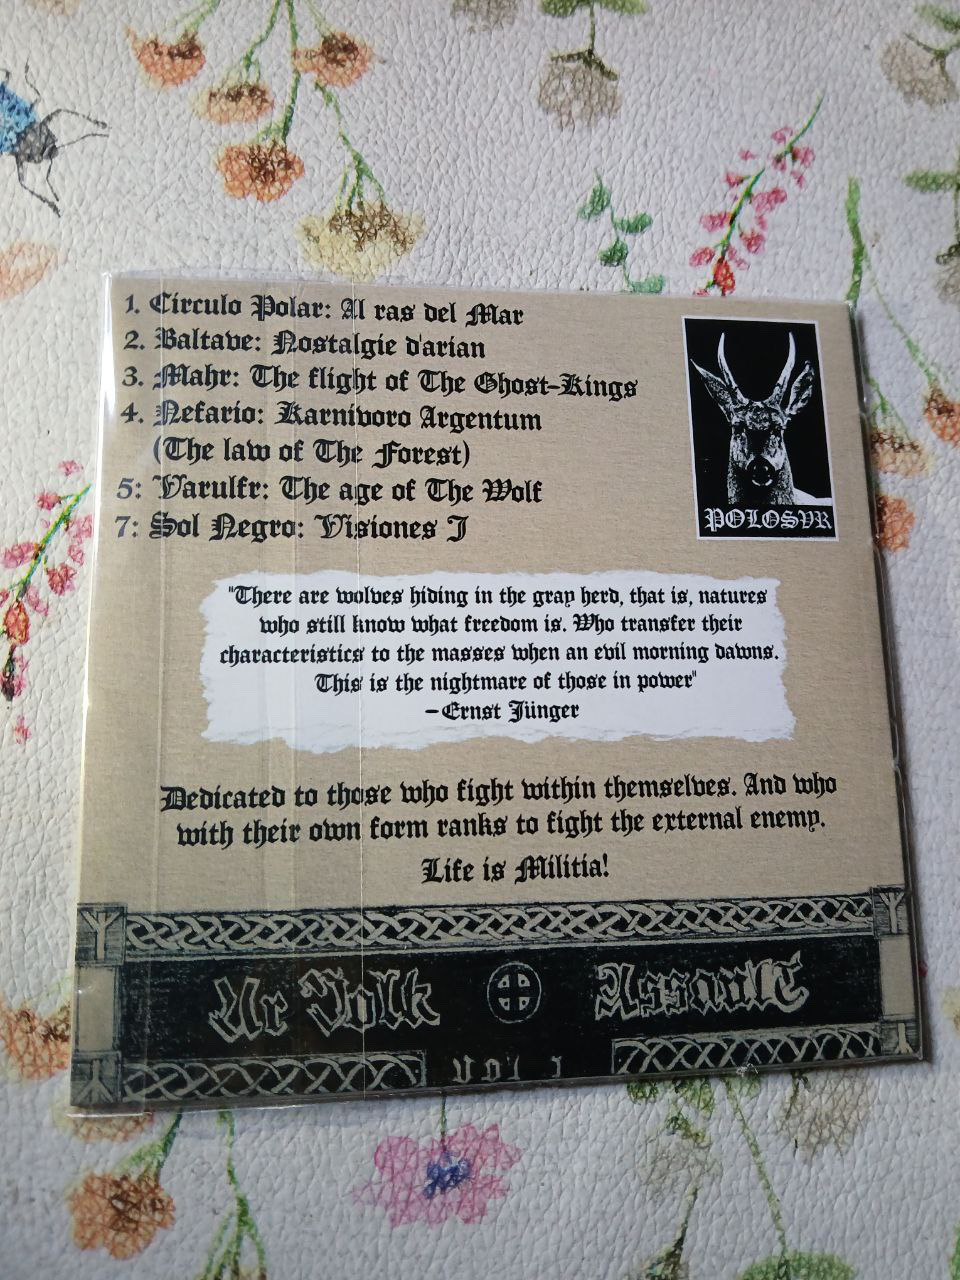 1. Círculo Polar: Al ras del Mar
2. Baltave: Nostalgie d'arian
3. Mahr: The flight of The Ghost-Kings
4. Nefario: Karnivoro Argentum
(The law of The Forest)
5: Varulfr: The age of The Wolf
7: Sol Negro: Visiones I
POLOSVR
"There are wolves hiding in the gray herd, that is, natures
who still know what freedom is. Who transfer their
characteristics to the masses when an evil morning dawns.
This is the nightmare of those in power"
-Ernst Jünger
Dedicated to those who fight within themselves. And who
with their own form ranks to fight the external enemy.
Life is Militia!
Ur Volk Assault
VOL I